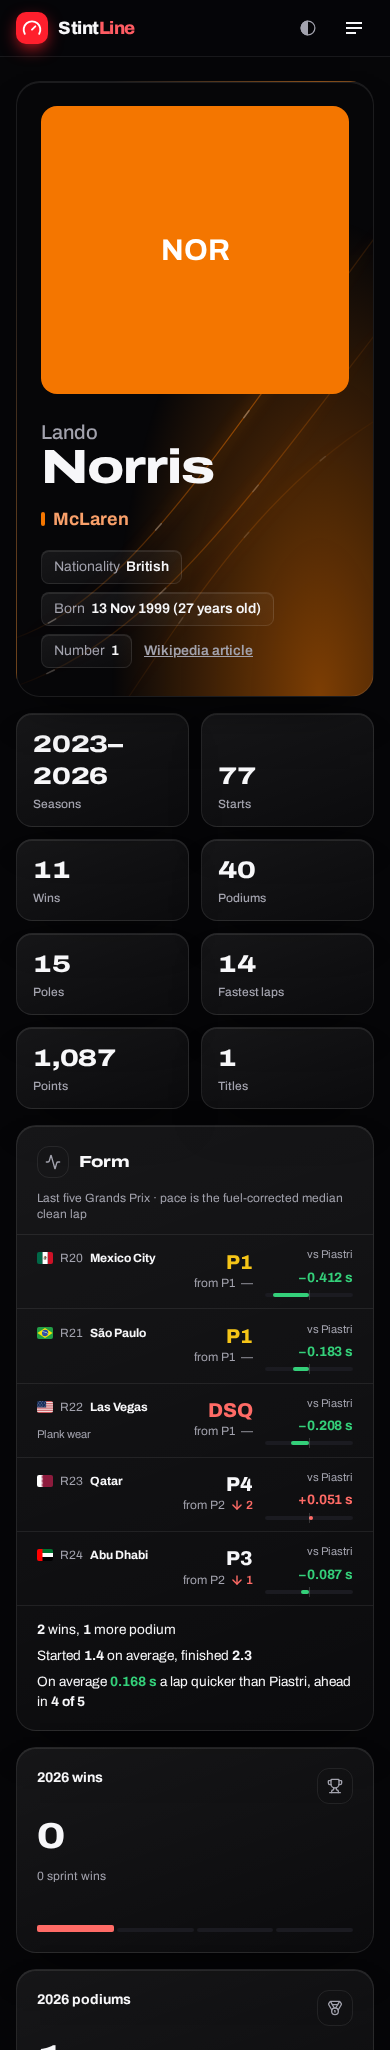 StintLine
NOR
Lando
Norris
McLaren
Nationality British
Born 13 Nov 1999 (27 years old)
Number 1 Wikipedia article
2023–
2026
Seasons
77
Starts
11
Wins
40
Podiums
15
Poles
14
Fastest laps
1,087
Points
1
Titles
Form
Last five Grands Prix · pace is the fuel-corrected median
clean lap
R20 Mexico City
P1
from P1 —
vs Piastri
−0.412 s
R21 São Paulo
P1
from P1 —
vs Piastri
−0.183 s
R22 Las Vegas
Plank wear
DSQ
from P1 —
vs Piastri
−0.208 s
R23 Qatar
P4
from P2 ↓ 2
vs Piastri
+0.051 s
R24 Abu Dhabi
P3
from P2 ↓ 1
vs Piastri
−0.087 s
2 wins, 1 more podium
Started 1.4 on average, finished 2.3
On average 0.168 s a lap quicker than Piastri, ahead
in 4 of 5
2026 wins
0
0 sprint wins
2026 podiums